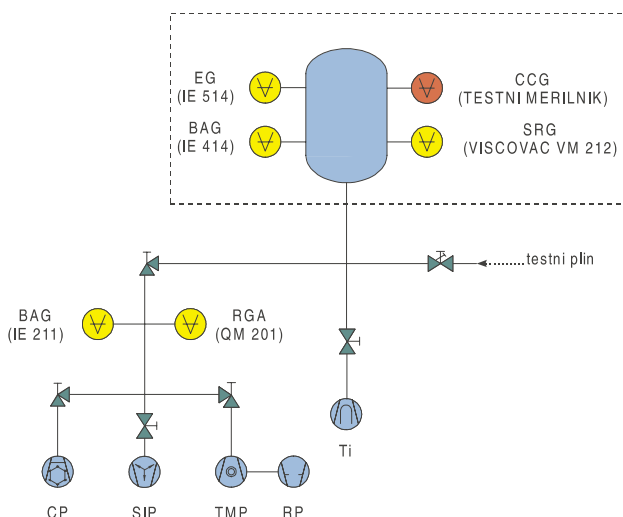 EG
(IE 514)
CCG
(TESTNI MERILNIK)
BAG
(IE 414)
SRG
(VISCOVAC VM 212)
testni plin
BAG
(IE 211)
RGA
(QM 201)
Ti
CP
SIP
TMP
RP